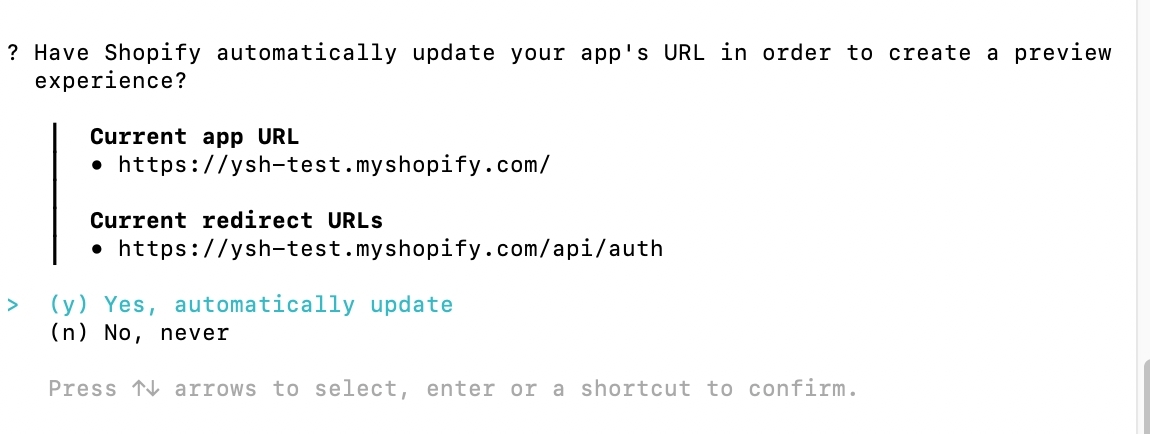 ? Have Shopify automatically update your app's URL in order to create a preview
experience?
Current app URL
• https://ysh-test.myshopify.com/
Current redirect URLs
• https://ysh-test.myshopify.com/api/auth
> (y) Yes, automatically update
(n) No, never
Press ↑↓ arrows to select, enter or a shortcut to confirm.